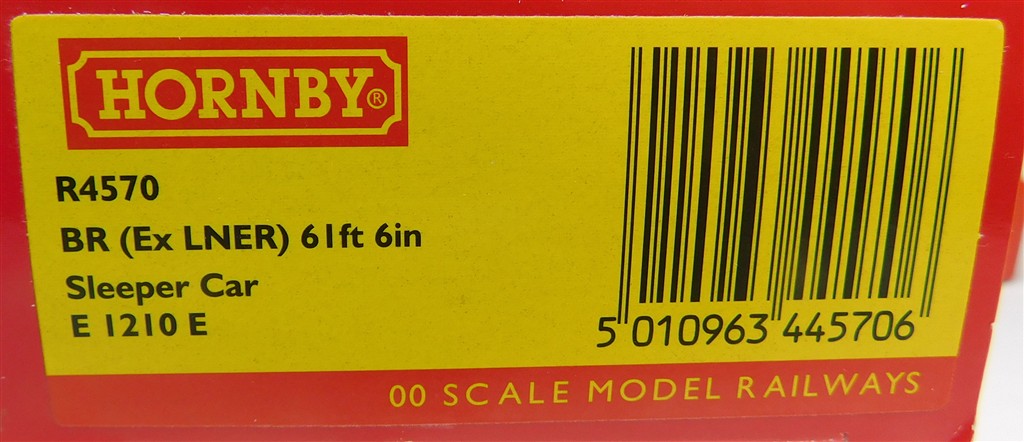 HORNBY®
R4570
BR (Ex LNER) 61ft 6in
Sleeper Car
E 1210 E
5 010963 445706
00 SCALE MODEL RAILWAYS